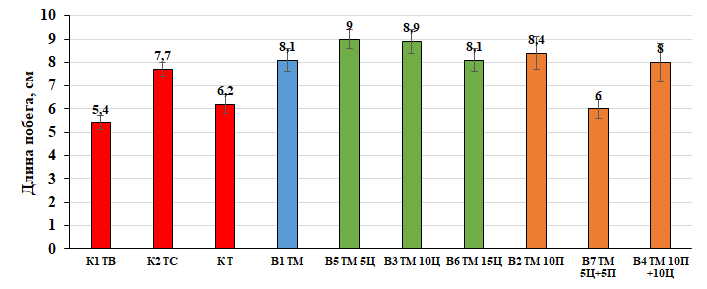 Длина побега, см
10
9
8
7
6
5
4
3
2
1
0
5,4
7,7
6,2
8,1
9
8,9
8,1
8,4
6
8
К1 ТВ
К2 ТС
К Т
В1 ТМ
В5 ТМ 5Ц
В3 ТМ 10Ц
В6 ТМ 15Ц
В2 ТМ 10П
В7 ТМ
5Ц+5П
В4 ТМ 10П
+10Ц